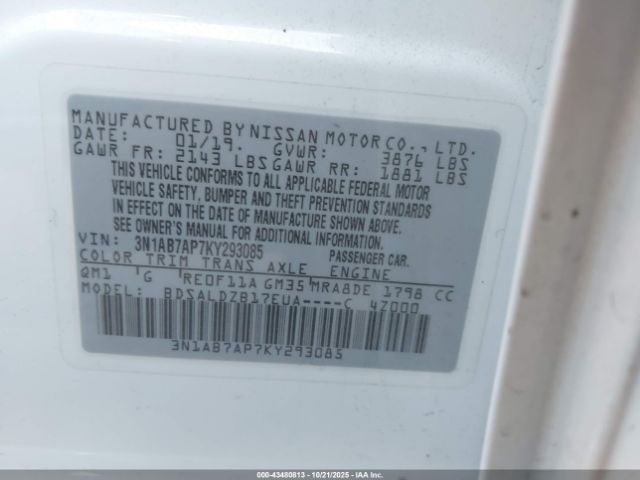 MANUFACTURED BY NISSAN MOTOR CO., LTD.
DATE: 01/19. GVWR: 3876 LBS
GAWR FR: 2143 LBS GAWR RR: 1881 LBS
THIS VEHICLE CONFORMS TO ALL APPLICABLE FEDERAL MOTOR
VEHICLE SAFETY, BUMPER AND THEFT PREVENTION STANDARDS
IN EFFECT ON THE DATE OF MANUFACTURE SHOWN ABOVE.
SEE OWNER'S MANUAL FOR ADDITIONAL INFORMATION.
VIN: 3N1AB7AP7KY293085 PASSENGER CAR.
COLOR TRIM TRANS AXLE ENGINE
QM1 G RE0F11A GM35 MRA8DE 1798 CC
MODEL: BDSALDZB17EUA----C 47000
3N1AB7AP7KY293085
000-43480813 10/21/2025 IAA, Inc.